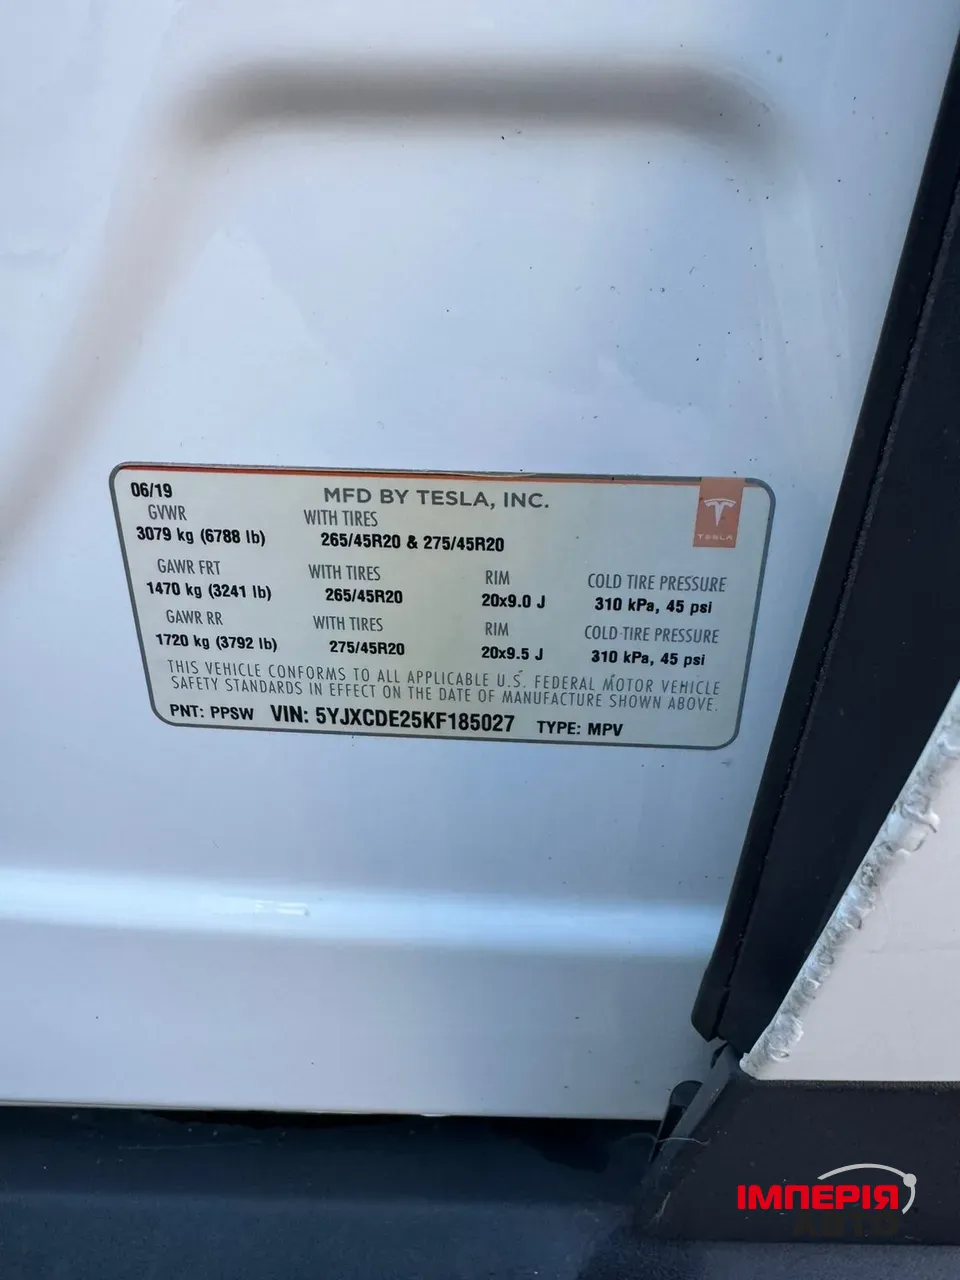 06/19 MFD BY TESLA, INC.
GVWR WITH TIRES
3079 kg (6788 lb) 265/45R20 & 275/45R20
TESLA
GAWR FRT WITH TIRES RIM COLD TIRE PRESSURE
1470 kg (3241 lb) 265/45R20 20x9.0 J 310 kPa, 45 psi
GAWR RR WITH TIRES RIM COLD TIRE PRESSURE
1720 kg (3792 lb) 275/45R20 20x9.5 J 310 kPa, 45 psi
THIS VEHICLE CONFORMS TO ALL APPLICABLE U.S. FEDERAL MOTOR VEHICLE
SAFETY STANDARDS IN EFFECT ON THE DATE OF MANUFACTURE SHOWN ABOVE.
PNT: PPSW VIN: 5YJXCDE25KF185027 TYPE: MPV
ІМПЕРІЯ
АВТО